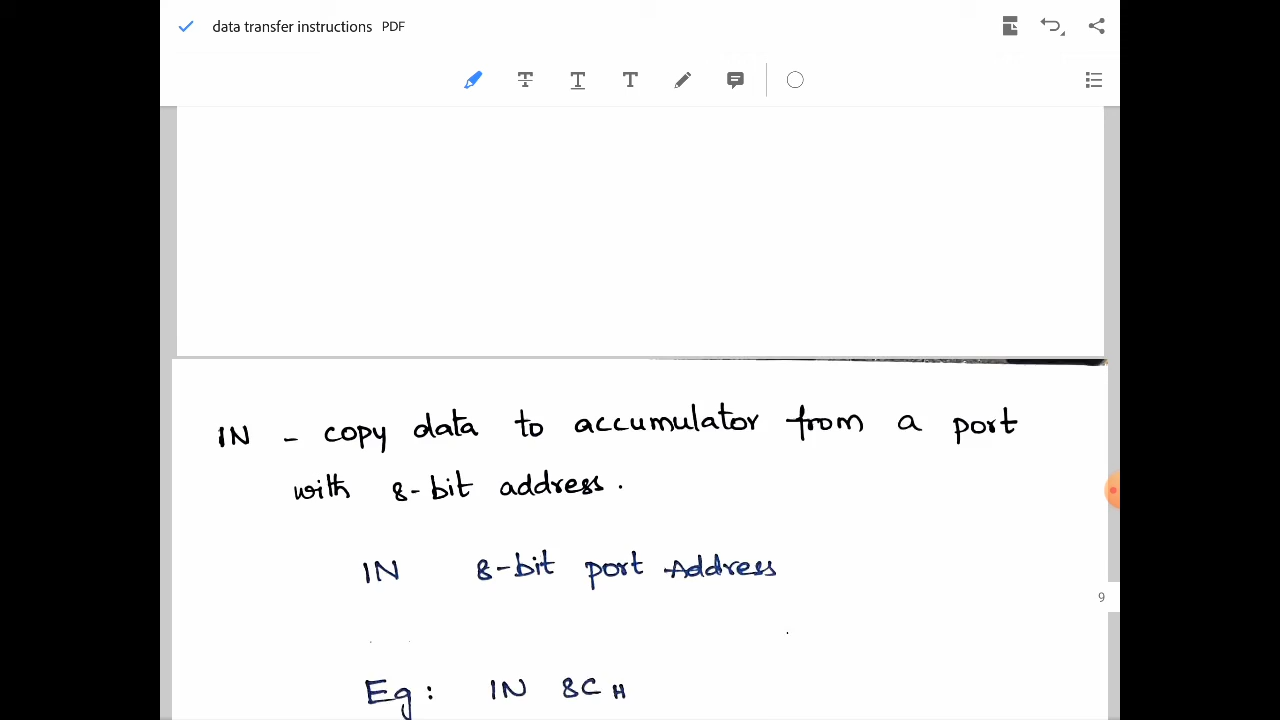 data transfer instructions PDF
IN - copy data to accumulator from a port
with 8-bit address.
IN 8-bit port Address
9
Eg: IN 8C H